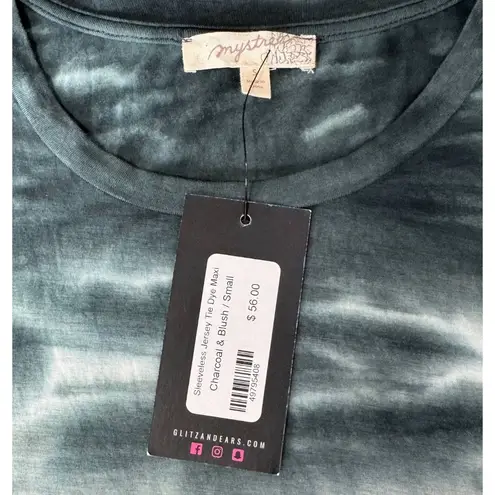 mystree
S
Sleeveless Jersey Tie Dye Maxi
Charcoal & Blush / Small
$ 56.00
49795408
GLITZANDEARS.COM